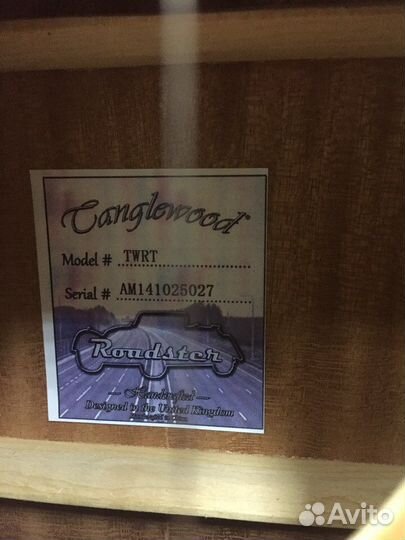 Tanglewood
Model # TWRT
Serial # AM141025027
Roadster
— Handcrafted —
Designed in the United Kingdom
Avito